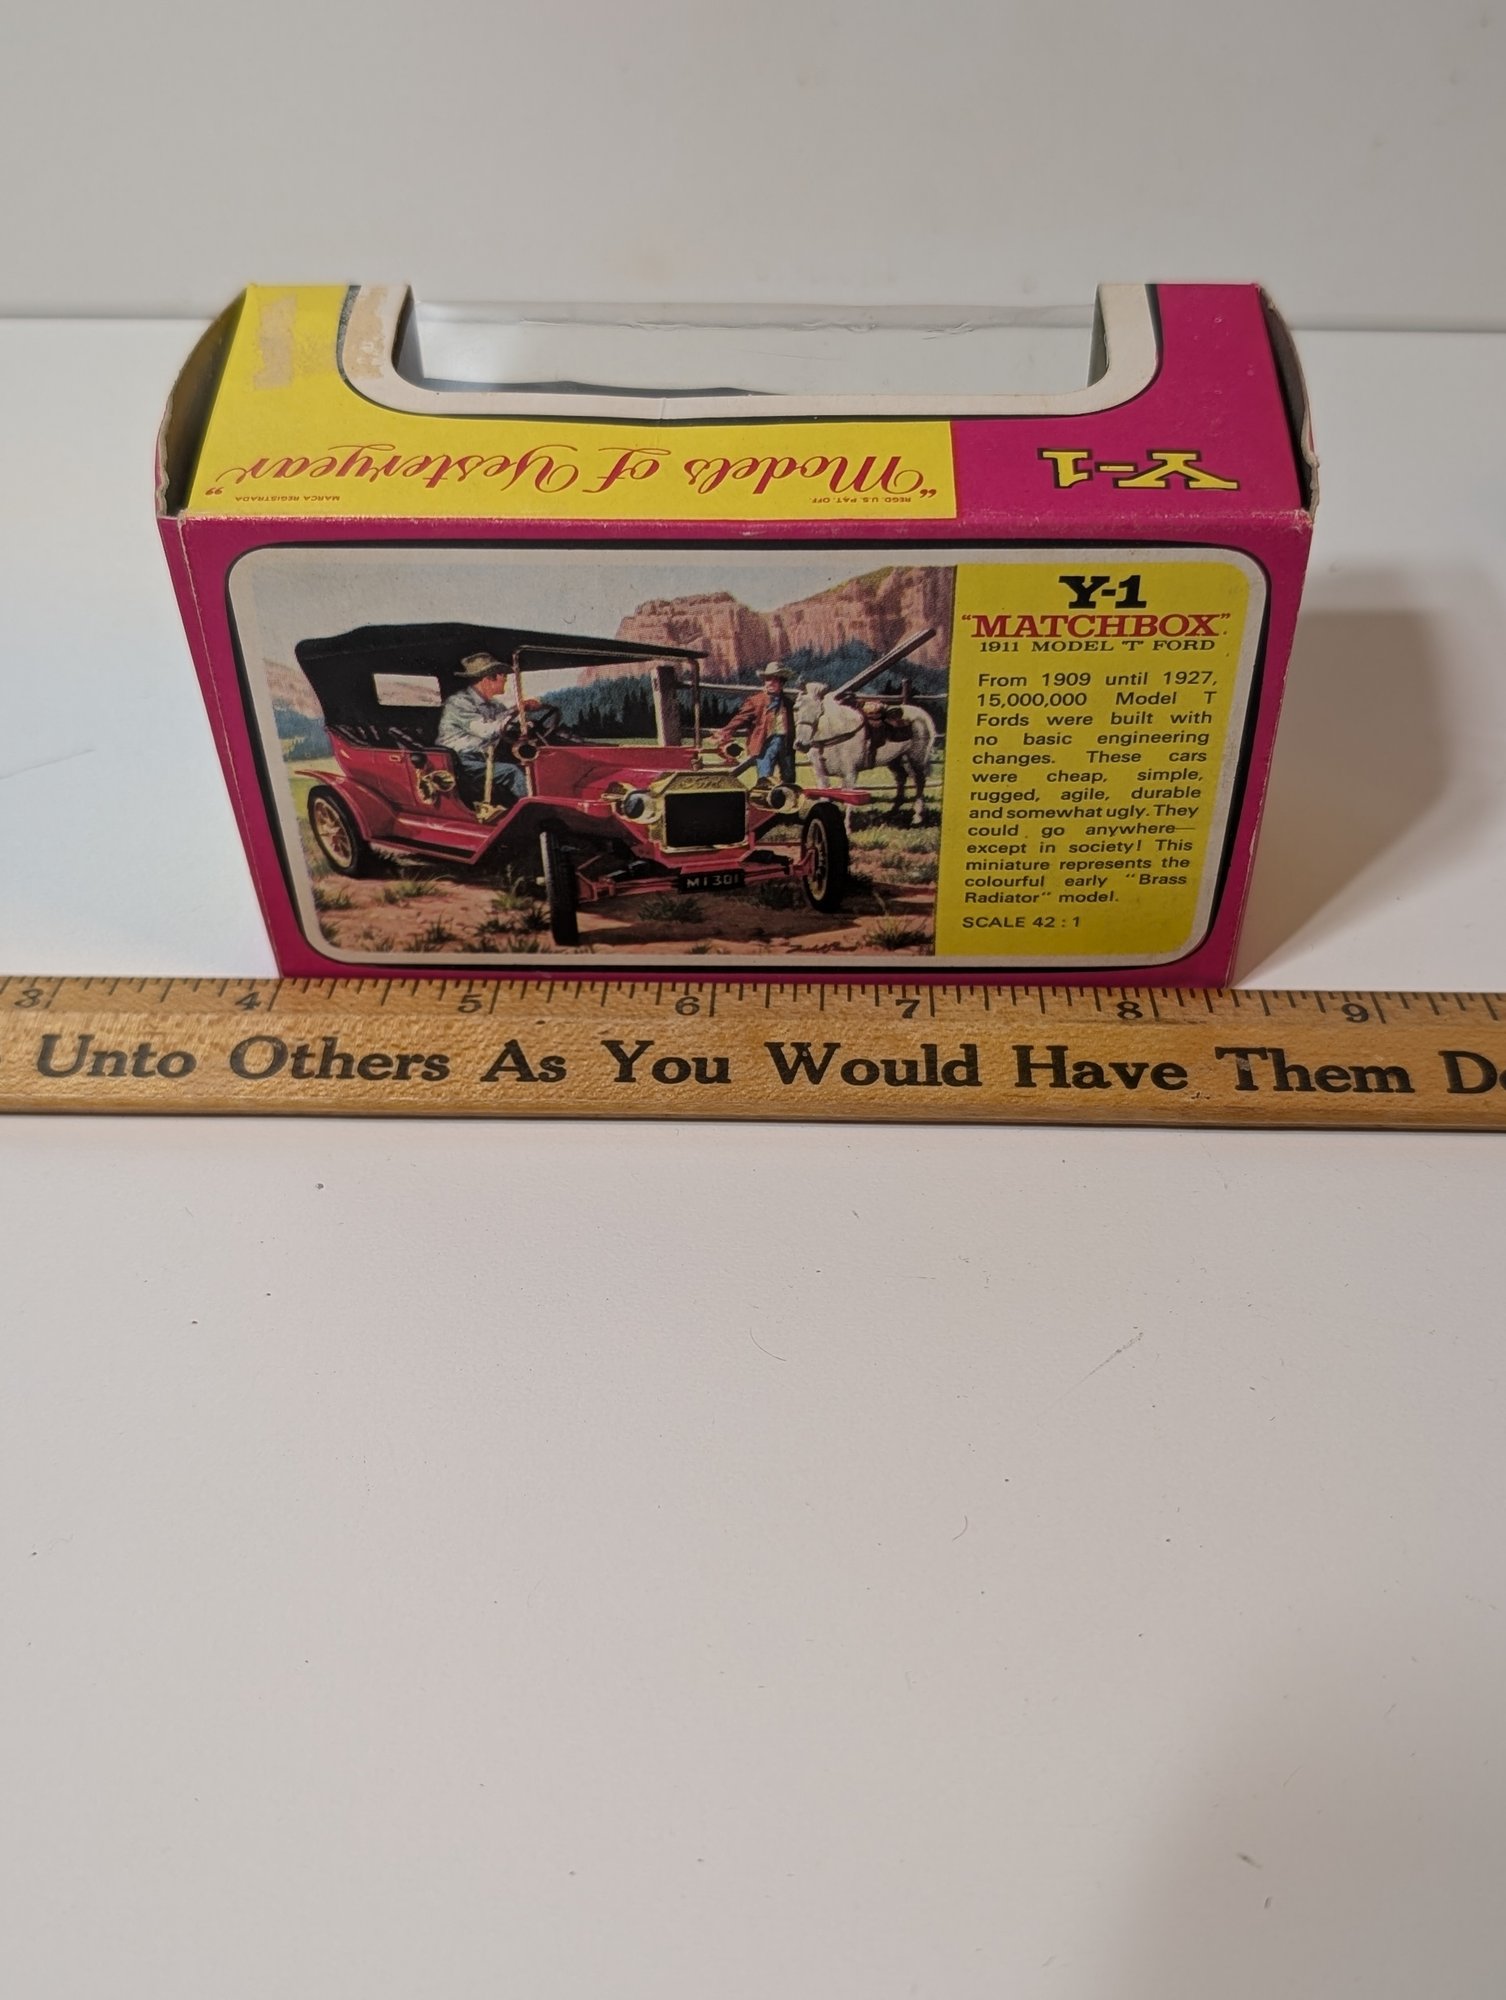 "Models of Yesteryear"
REGD. U.S. PAT. OFF.
MARCA REGISTRADA
Y-1
Y-1
"MATCHBOX"
1911 MODEL 'T' FORD
From 1909 until 1927,
15,000,000 Model T
Fords were built with
no basic engineering
changes. These cars
were cheap, simple,
rugged, agile, durable
and somewhat ugly. They
could go anywhere—
except in society! This
miniature represents the
colourful early "Brass
Radiator" model.
SCALE 42 : 1
Ford
M1301
3 4 5 6 7 8 9
Unto Others As You Would Have Them